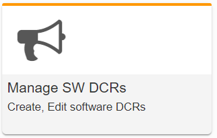 Manage SW DCRs
Create, Edit software DCRs